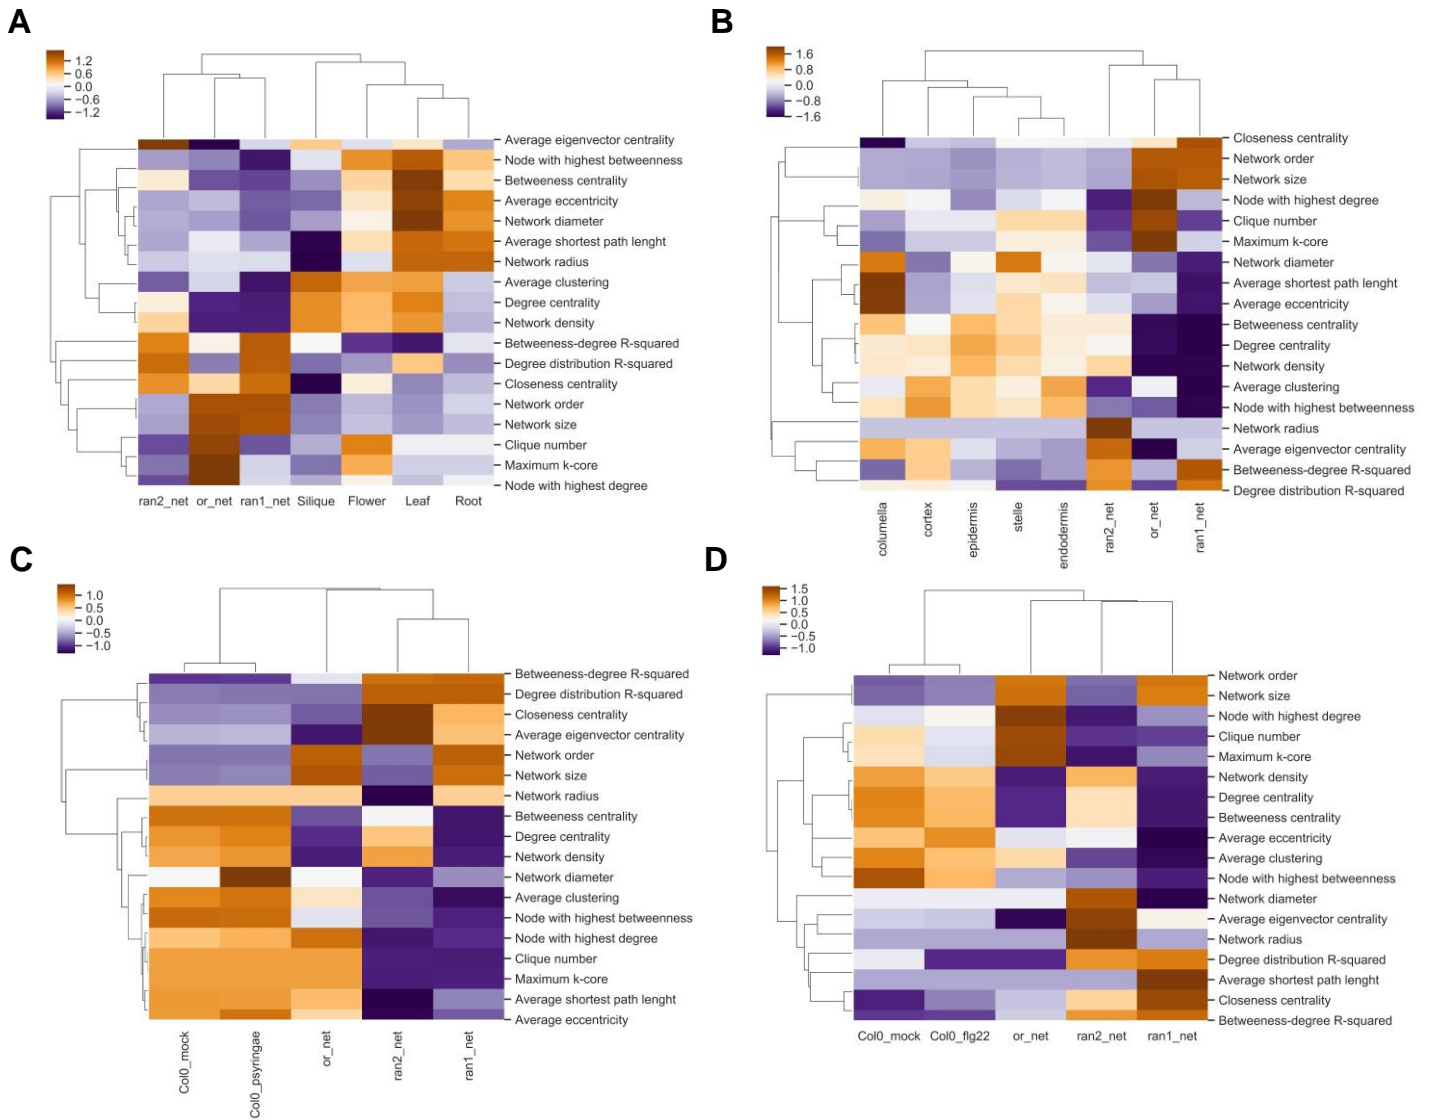 A
1.2
0.6
0.0
−0.6
−1.2
Average eigenvector centrality
Node with highest betweenness
Betweeness centrality
Average eccentricity
Network diameter
Average shortest path lenght
Network radius
Average clustering
Degree centrality
Network density
Betweeness-degree R-squared
Degree distribution R-squared
Closeness centrality
Network order
Network size
Clique number
Maximum k-core
Node with highest degree
ran2_net or_net ran1_net Silique Flower Leaf Root
B
1.6
0.8
0.0
−0.8
−1.6
Closeness centrality
Network order
Network size
Node with highest degree
Clique number
Maximum k-core
Network diameter
Average shortest path lenght
Average eccentricity
Betweeness centrality
Degree centrality
Network density
Average clustering
Node with highest betweenness
Network radius
Average eigenvector centrality
Betweeness-degree R-squared
Degree distribution R-squared
columella
cortex
epidermis
stelle
endodermis
ran2_net
or_net
ran1_net
C
1.0
0.5
0.0
−0.5
−1.0
Betweeness-degree R-squared
Degree distribution R-squared
Closeness centrality
Average eigenvector centrality
Network order
Network size
Network radius
Betweeness centrality
Degree centrality
Network density
Network diameter
Average clustering
Node with highest betweenness
Node with highest degree
Clique number
Maximum k-core
Average shortest path lenght
Average eccentricity
Col0_mock
Col0_psyringae
or_net
ran2_net
ran1_net
D
1.5
1.0
0.5
0.0
−0.5
−1.0
Network order
Network size
Node with highest degree
Clique number
Maximum k-core
Network density
Degree centrality
Betweeness centrality
Average eccentricity
Average clustering
Node with highest betweenness
Network diameter
Average eigenvector centrality
Network radius
Degree distribution R-squared
Average shortest path lenght
Closeness centrality
Betweeness-degree R-squared
Col0_mock Col0_flg22 or_net ran2_net ran1_net